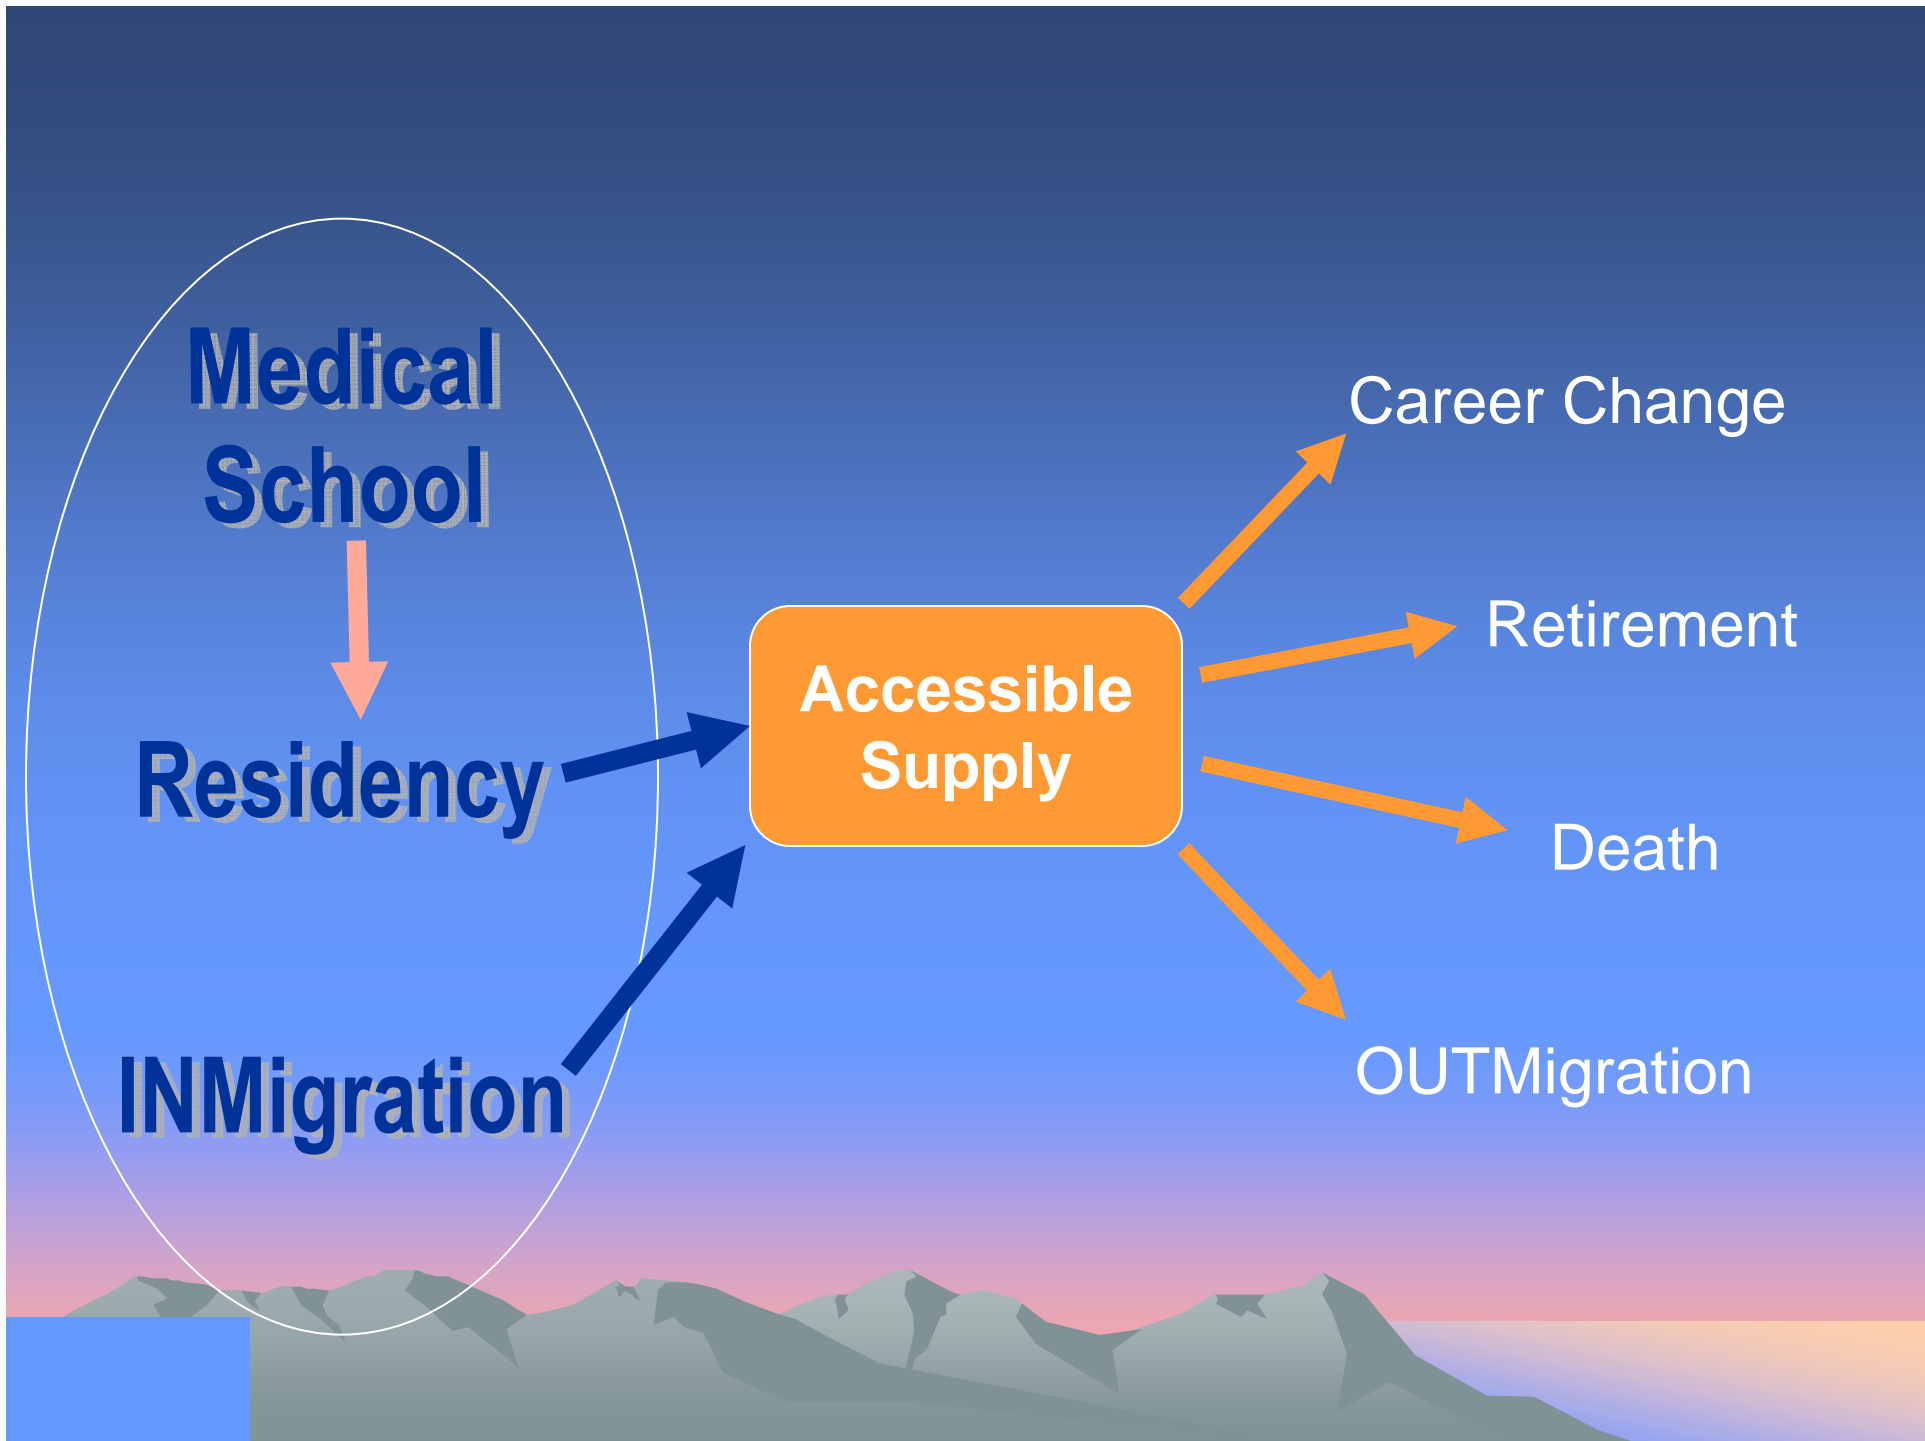 Medical
School
Residency
INMigration
Accessible
Supply
Career Change
Retirement
Death
OUTMigration